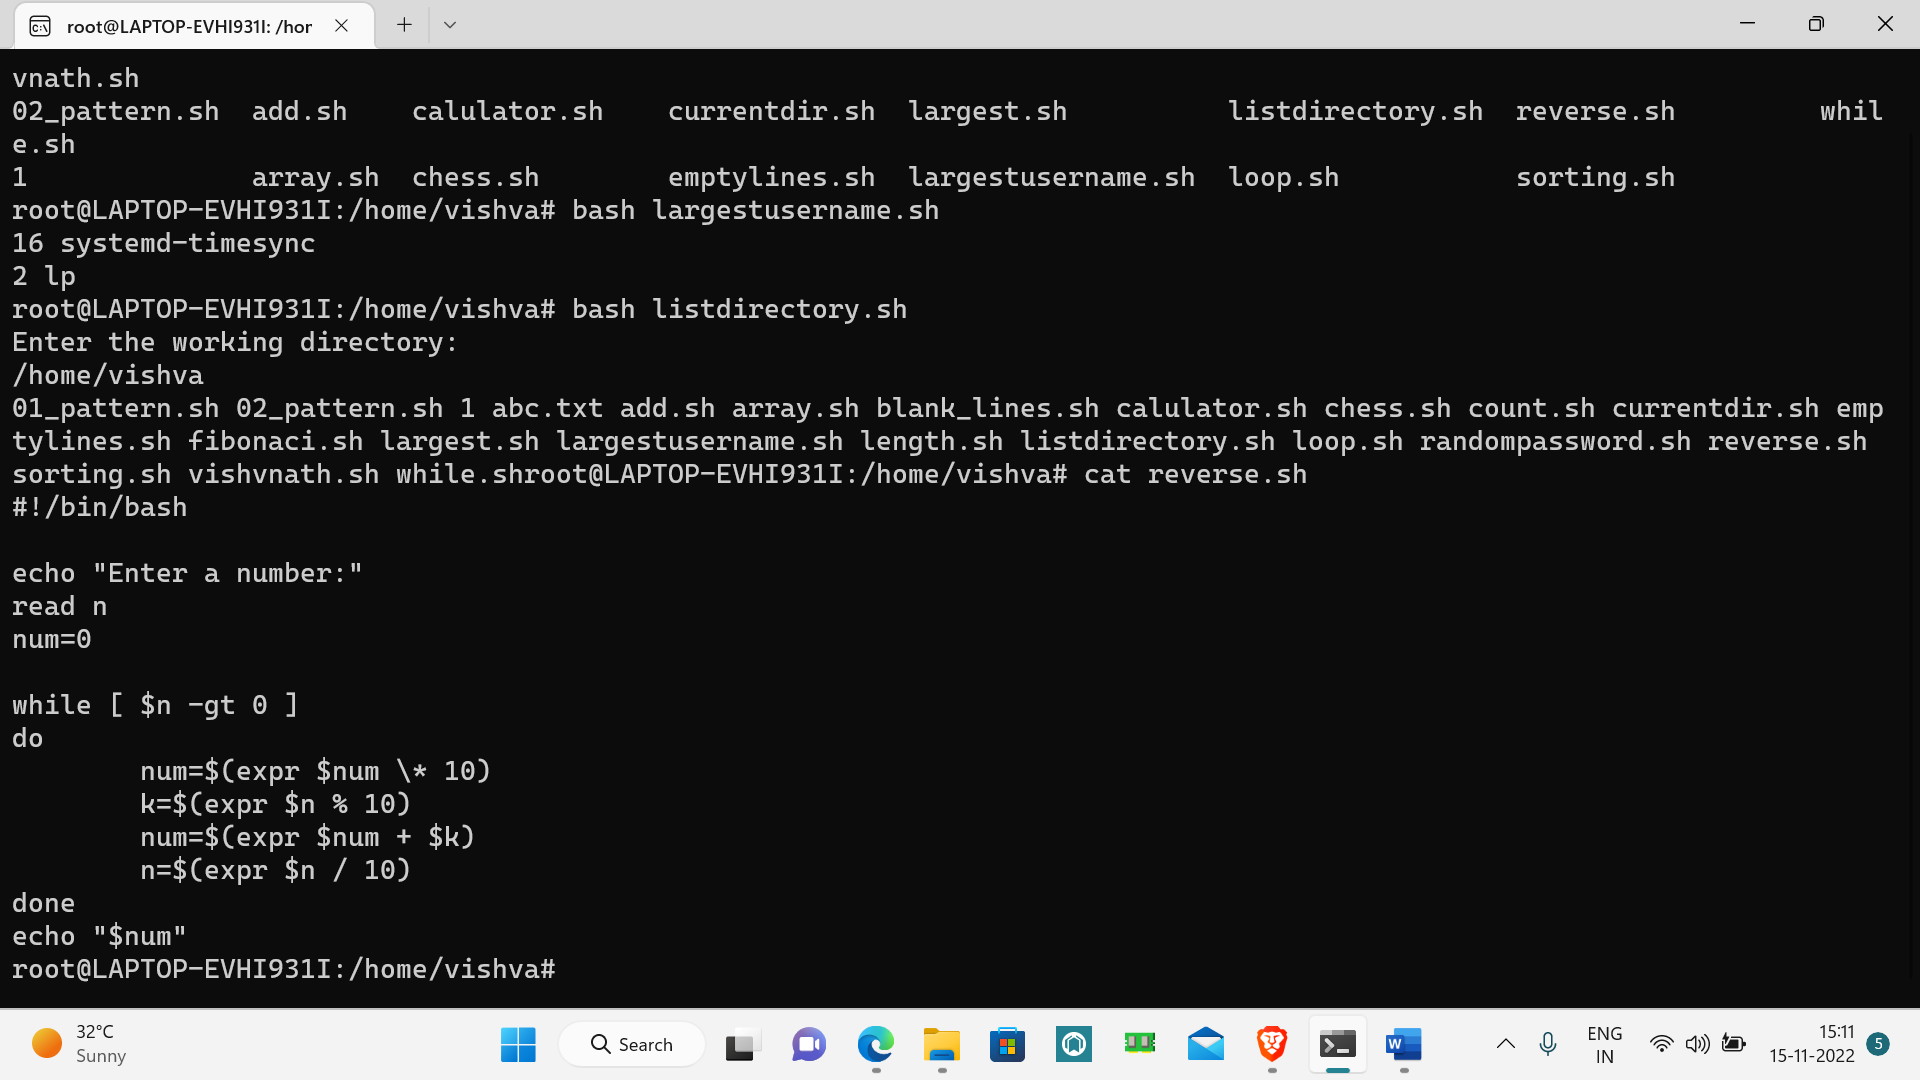 root@LAPTOP-EVHI931I: /hor
vnath.sh
02_pattern.sh  add.sh    calulator.sh    currentdir.sh  largest.sh          listdirectory.sh  reverse.sh         whil
e.sh
1              array.sh  chess.sh        emptylines.sh  largestusername.sh  loop.sh           sorting.sh
root@LAPTOP-EVHI931I:/home/vishva# bash largestusername.sh
16 systemd-timesync
2 lp
root@LAPTOP-EVHI931I:/home/vishva# bash listdirectory.sh
Enter the working directory:
/home/vishva
01_pattern.sh 02_pattern.sh 1 abc.txt add.sh array.sh blank_lines.sh calulator.sh chess.sh count.sh currentdir.sh emp
tylines.sh fibonaci.sh largest.sh largestusername.sh length.sh listdirectory.sh loop.sh randompassword.sh reverse.sh
sorting.sh vishvnath.sh while.shroot@LAPTOP-EVHI931I:/home/vishva# cat reverse.sh
#!/bin/bash

echo "Enter a number:"
read n
num=0

while [ $n -gt 0 ]
do
        num=$(expr $num \* 10)
        k=$(expr $n % 10)
        num=$(expr $num + $k)
        n=$(expr $n / 10)
done
echo "$num"
root@LAPTOP-EVHI931I:/home/vishva#
32°C
Sunny
Search
ENG
IN
15:11
15-11-2022
5